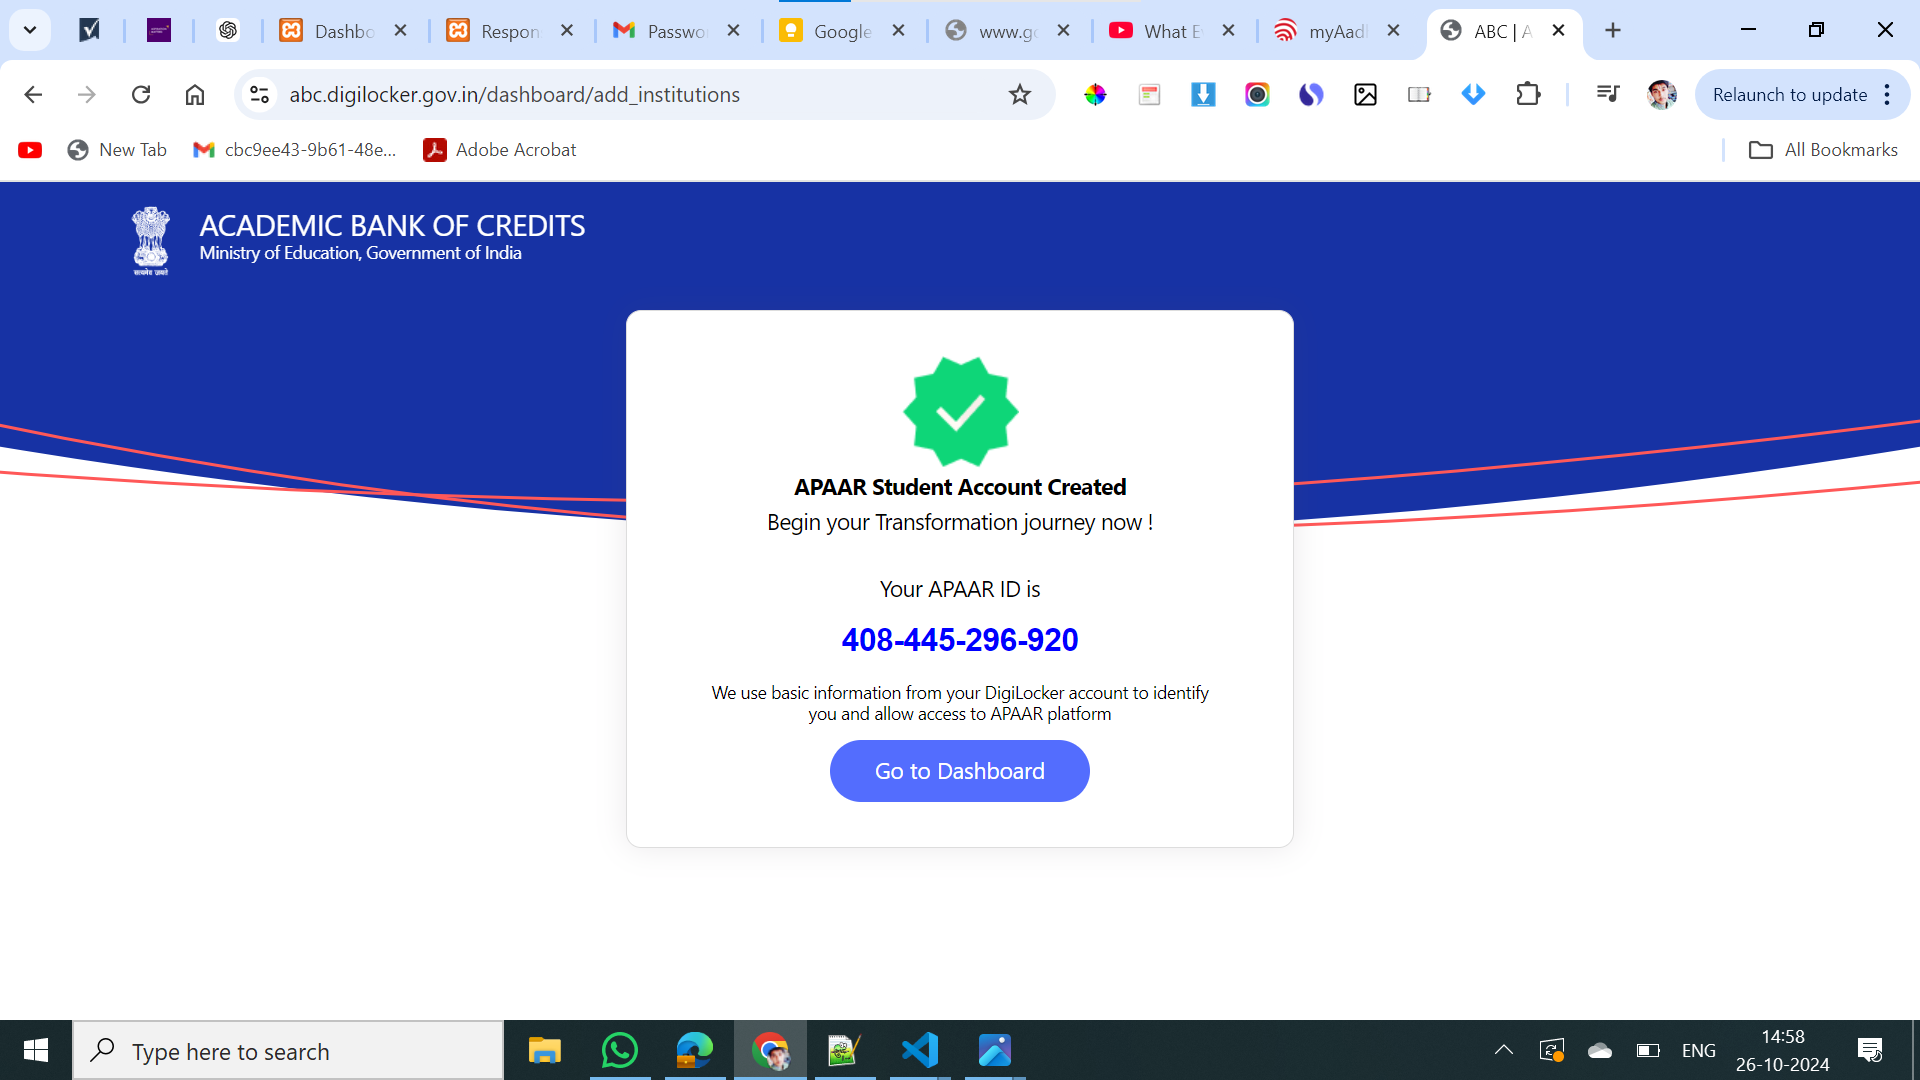 Dashbo
Respon
Passwo
Google
www.go
What E
myAad
ABC | A
abc.digilocker.gov.in/dashboard/add_institutions
Relaunch to update
New Tab
cbc9ee43-9b61-48e...
Adobe Acrobat
All Bookmarks
ACADEMIC BANK OF CREDITS
Ministry of Education, Government of India
सत्यमेव जयते
APAAR Student Account Created
Begin your Transformation journey now !
Your APAAR ID is
408-445-296-920
We use basic information from your DigiLocker account to identify
you and allow access to APAAR platform
Go to Dashboard
Type here to search
ENG
14:58
26-10-2024